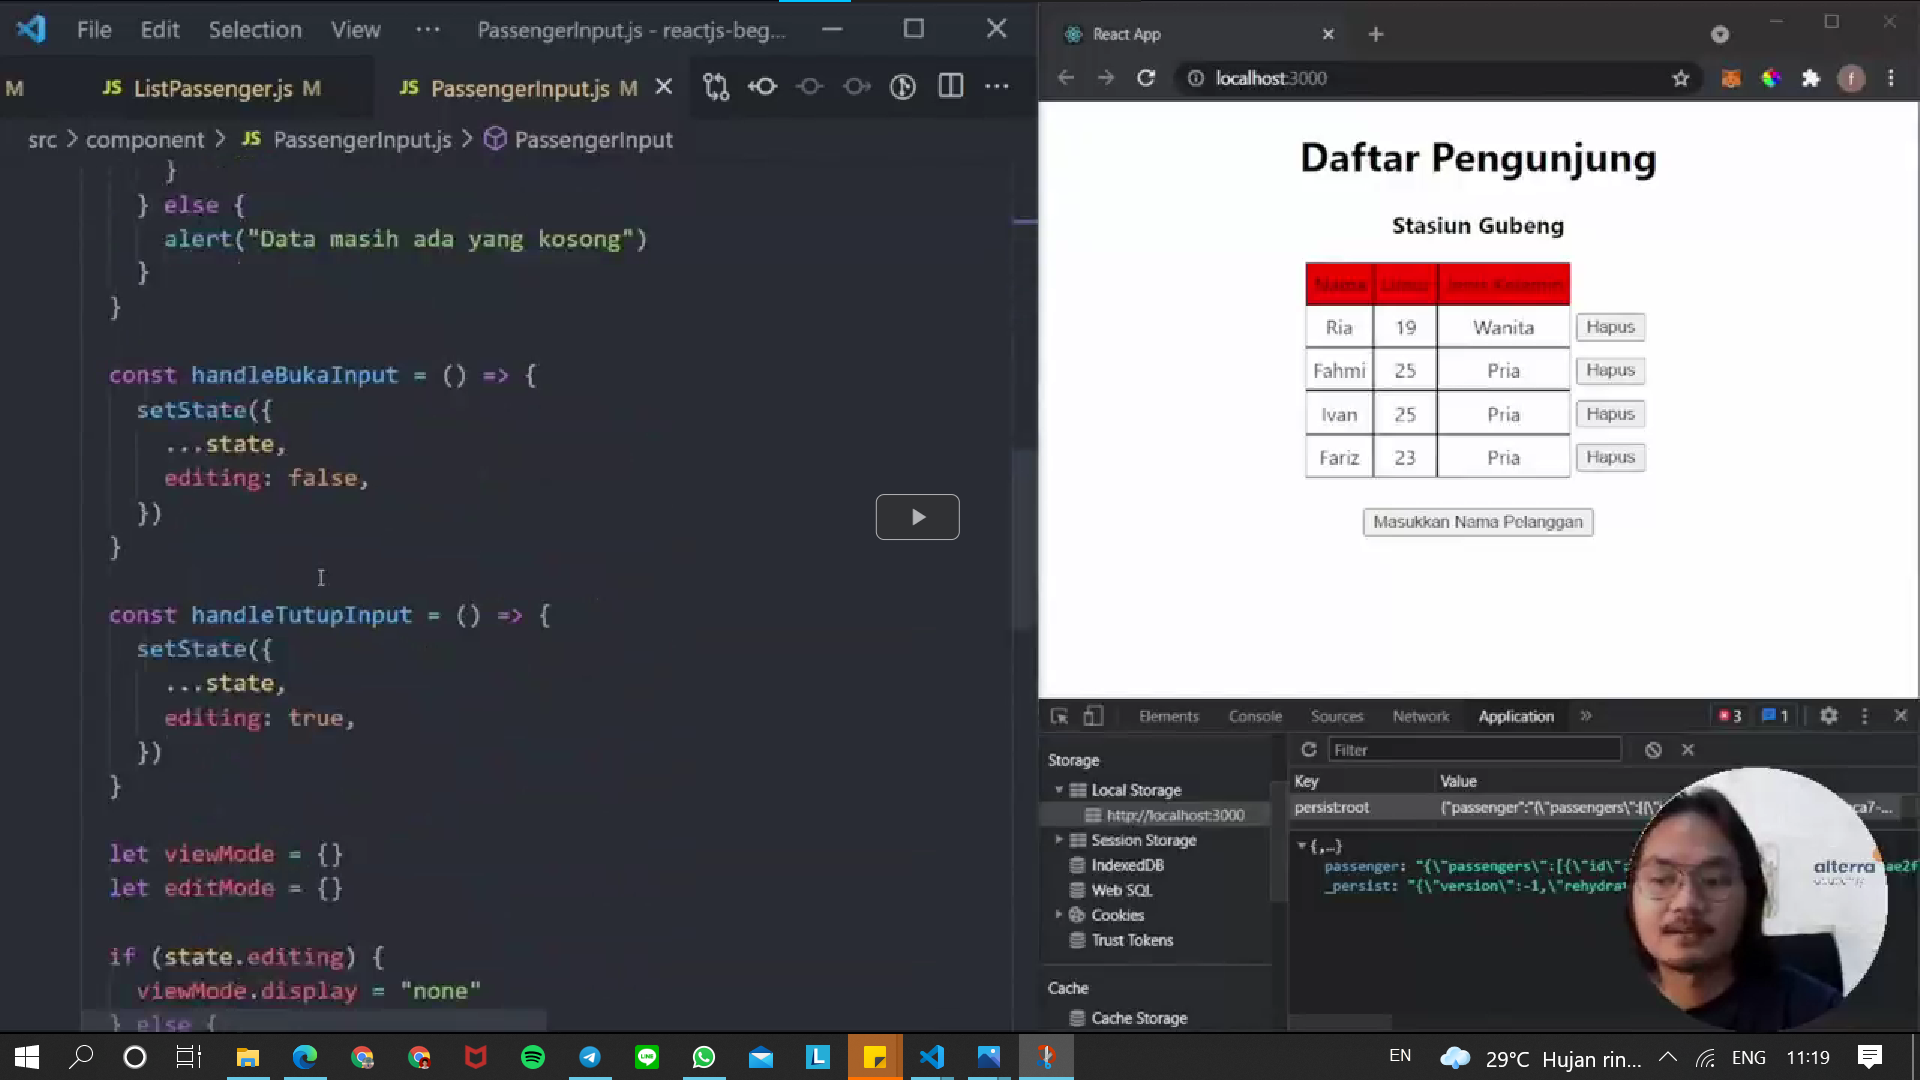 File Edit Selection View ··· PassengerInput.js - reactjs-beg...
M JS ListPassenger.js M JS PassengerInput.js M
src > component > JS PassengerInput.js > PassengerInput
}
} else {
alert("Data masih ada yang kosong")
}
}
const handleBukaInput = () => {
setState({
...state,
editing: false,
})
}
const handleTutupInput = () => {
setState({
...state,
editing: true,
})
}
let viewMode = {}
let editMode = {}
if (state.editing) {
viewMode.display = "none"
} else {
React App
localhost:3000
f
Daftar Pengunjung
Stasiun Gubeng
Nama Umur Jenis Kelamin
Ria 19 Wanita Hapus
Fahmi 25 Pria Hapus
Ivan 25 Pria Hapus
Fariz 23 Pria Hapus
Masukkan Nama Pelanggan
Elements Console Sources Network Application » 3 1
Storage
Local Storage
http://localhost:3000
Session Storage
IndexedDB
Web SQL
Cookies
Trust Tokens
Cache
Cache Storage
Filter
Key Value
persist:root {"passenger":"{\"passengers\":[{\"i ca7-...
{,…}
passenger: "{\"passengers\":[{\"id\": ae2f
_persist: "{\"version\":-1,\"rehydra
alterra
academy
EN 29°C Hujan rin... ENG 11:19